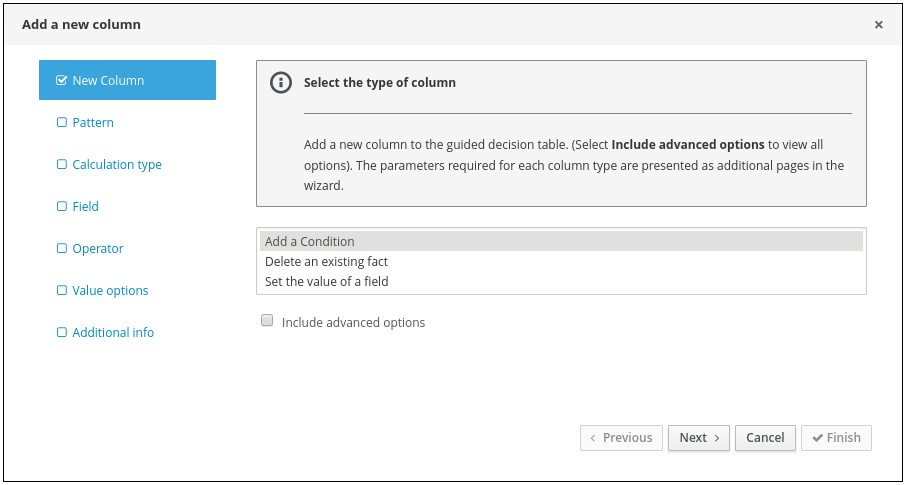 Add a new column
×
New Column
Pattern
Calculation type
Field
Operator
Value options
Additional info
Select the type of column
Add a new column to the guided decision table. (Select Include advanced options to view all
options). The parameters required for each column type are presented as additional pages in the
wizard.
Add a Condition
Delete an existing fact
Set the value of a field
Include advanced options
Previous
Next
Cancel
Finish